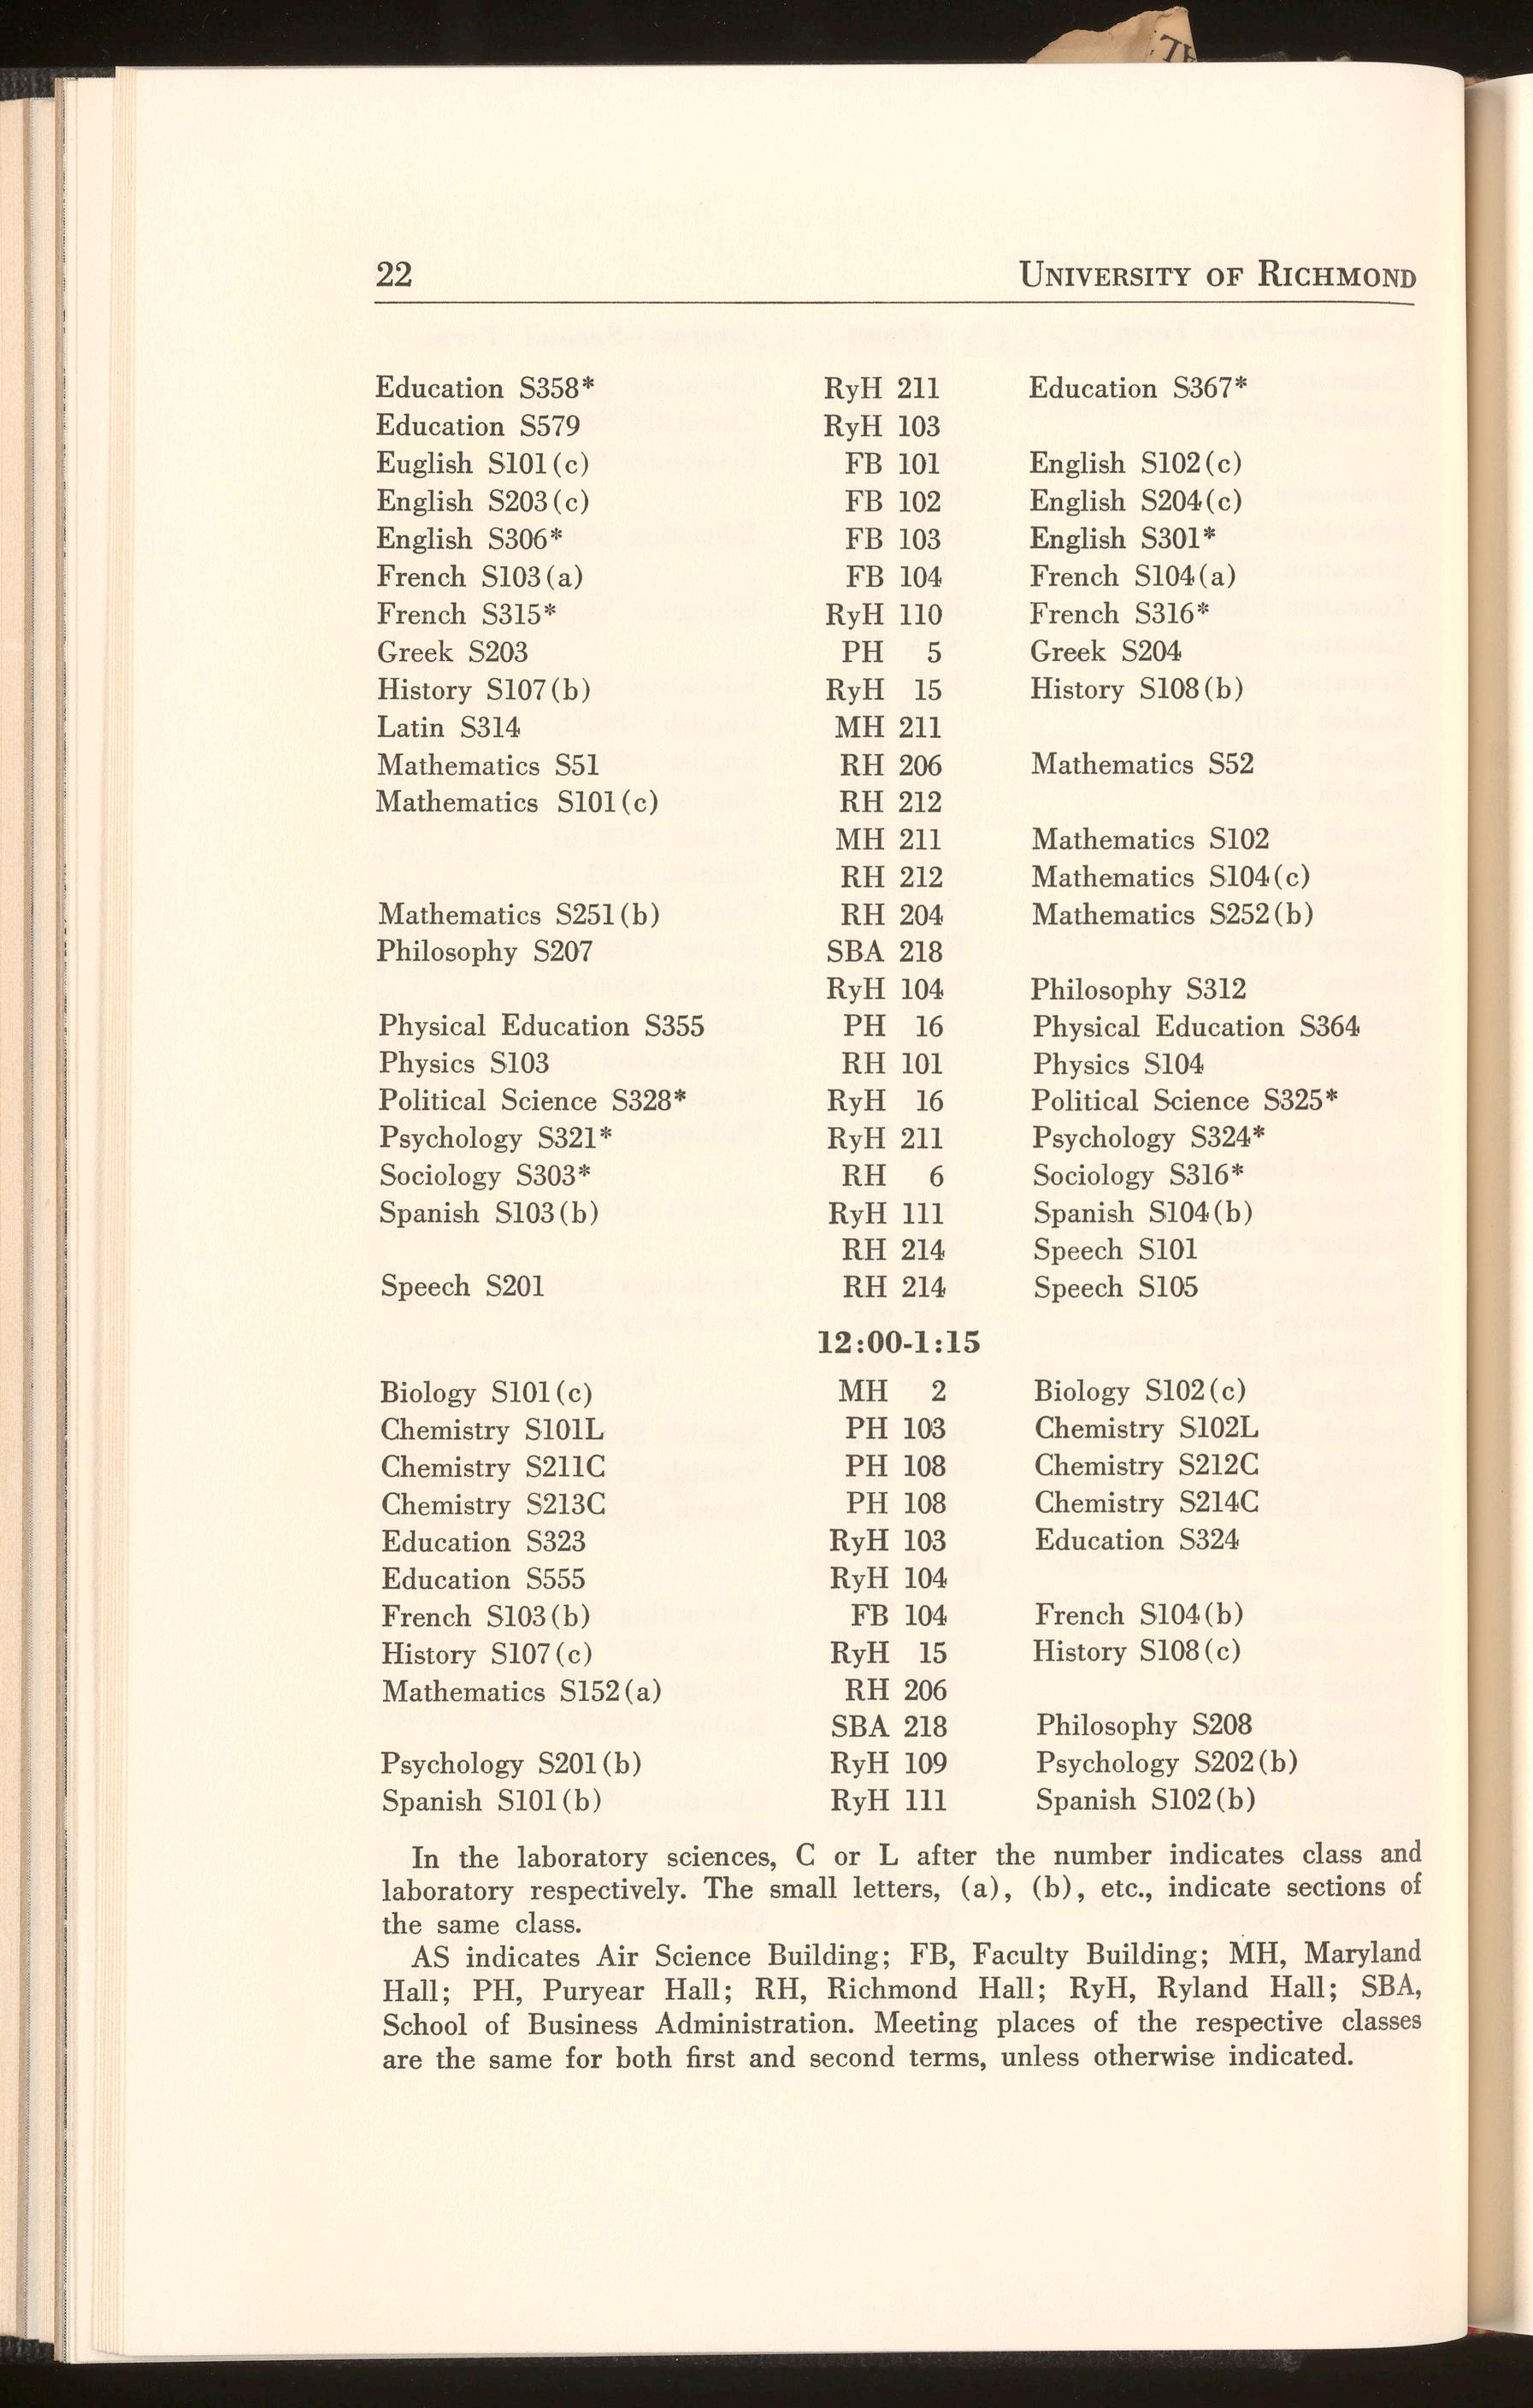 22 UNIVERSITY OF RICHMOND
Education S358* RyH 211 Education S367*
Education S579 RyH 103
Euglish S101(c) FB 101 English S102(c)
English S203(c) FB 102 English S204(c)
English S306* FB 103 English S301*
French S103(a) FB 104 French S104(a)
French S315* RyH 110 French S316*
Greek S203 PH 5 Greek S204
History S107(b) RyH 15 History S108(b)
Latin S314 MH 211
Mathematics S51 RH 206 Mathematics S52
Mathematics S101(c) RH 212
MH 211 Mathematics S102
RH 212 Mathematics S104(c)
Mathematics S251(b) RH 204 Mathematics S252(b)
Philosophy S207 SBA 218
RyH 104 Philosophy S312
Physical Education S355 PH 16 Physical Education S364
Physics S103 RH 101 Physics S104
Political Science S328* RyH 16 Political Science S325*
Psychology S321* RyH 211 Psychology S324*
Sociology S303* RH 6 Sociology S316*
Spanish S103(b) RyH 111 Spanish S104(b)
RH 214 Speech S101
Speech S201 RH 214 Speech S105
12:00-1:15
Biology S101(c) MH 2 Biology S102(c)
Chemistry S101L PH 103 Chemistry S102L
Chemistry S211C PH 108 Chemistry S212C
Chemistry S213C PH 108 Chemistry S214C
Education S323 RyH 103 Education S324
Education S555 RyH 104
French S103(b) FB 104 French S104(b)
History S107(c) RyH 15 History S108(c)
Mathematics S152(a) RH 206
SBA 218 Philosophy S208
Psychology S201(b) RyH 109 Psychology S202(b)
Spanish S101(b) RyH 111 Spanish S102(b)
In the laboratory sciences, C or L after the number indicates class and
laboratory respectively. The small letters, (a), (b), etc., indicate sections of
the same class.
AS indicates Air Science Building; FB, Faculty Building; MH, Maryland
Hall; PH, Puryear Hall; RH, Richmond Hall; RyH, Ryland Hall; SBA,
School of Business Administration. Meeting places of the respective classes
are the same for both first and second terms, unless otherwise indicated.